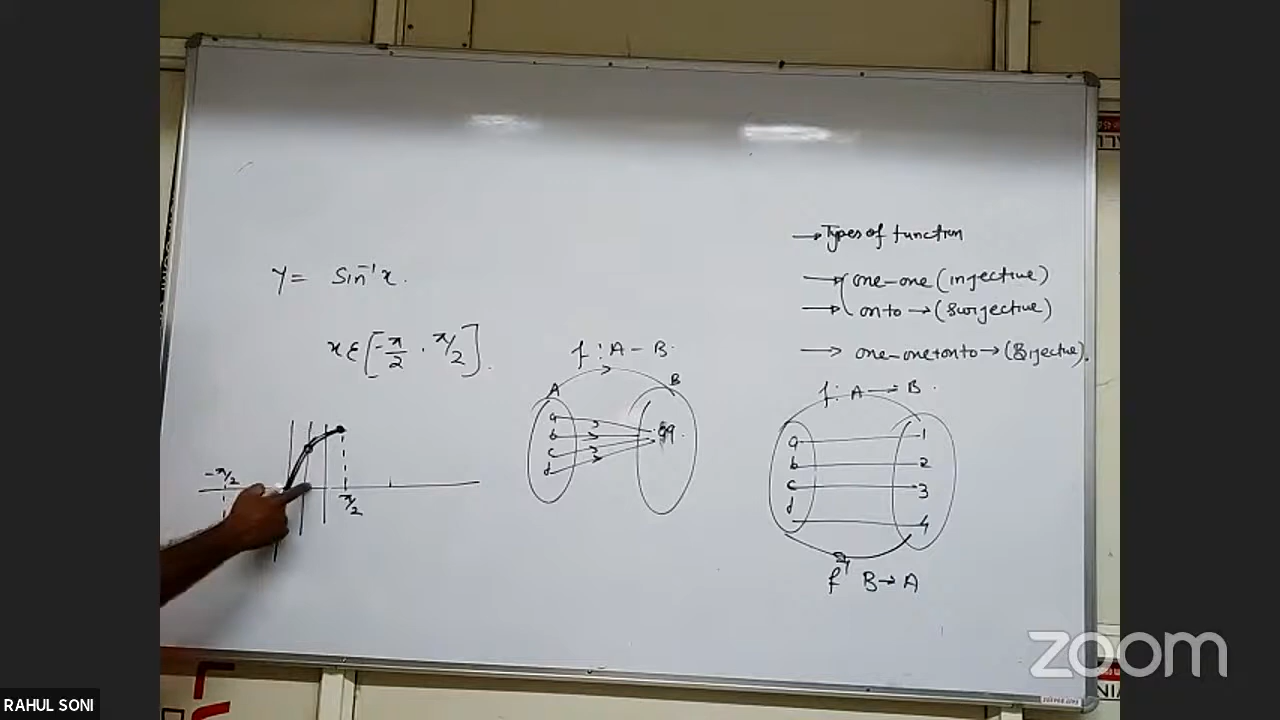 → Types of function
→ one-one (injective)
→ onto → (Surjective)
→ one-one+onto → (Bijective).
y = Sin⁻¹x.
x ε [-π/2 , π/2].
f : A - B.
A
B
a
b
c
d
-π/2
π/2
f: A → B.
a
b
c
d
1
2
3
4
f⁻¹ B → A
zoom
RAHUL SONI